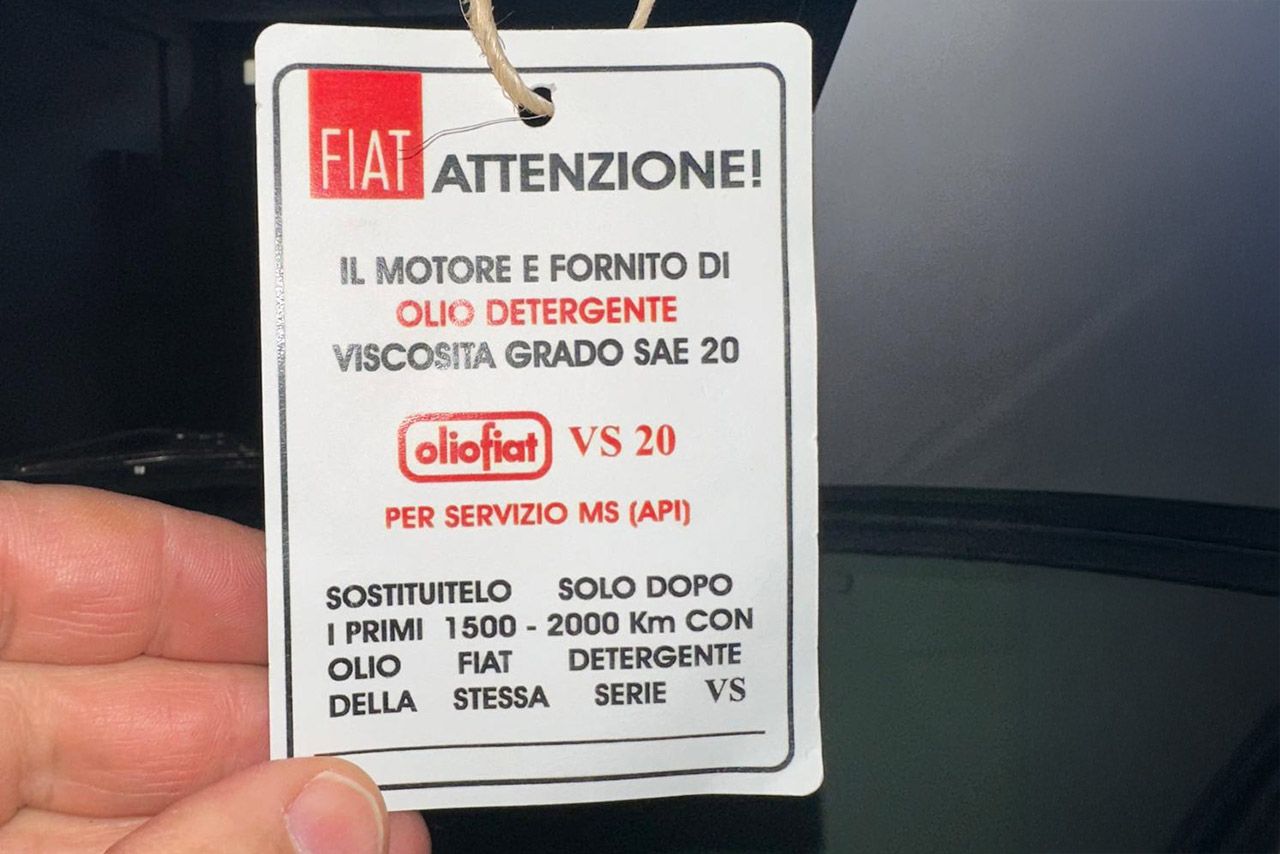 FIAT ATTENZIONE!
IL MOTORE E FORNITO DI
OLIO DETERGENTE
VISCOSITA GRADO SAE 20
oliofiat VS 20
PER SERVIZIO MS (API)
SOSTITUITELO SOLO DOPO
I PRIMI 1500 - 2000 Km CON
OLIO FIAT DETERGENTE
DELLA STESSA SERIE VS